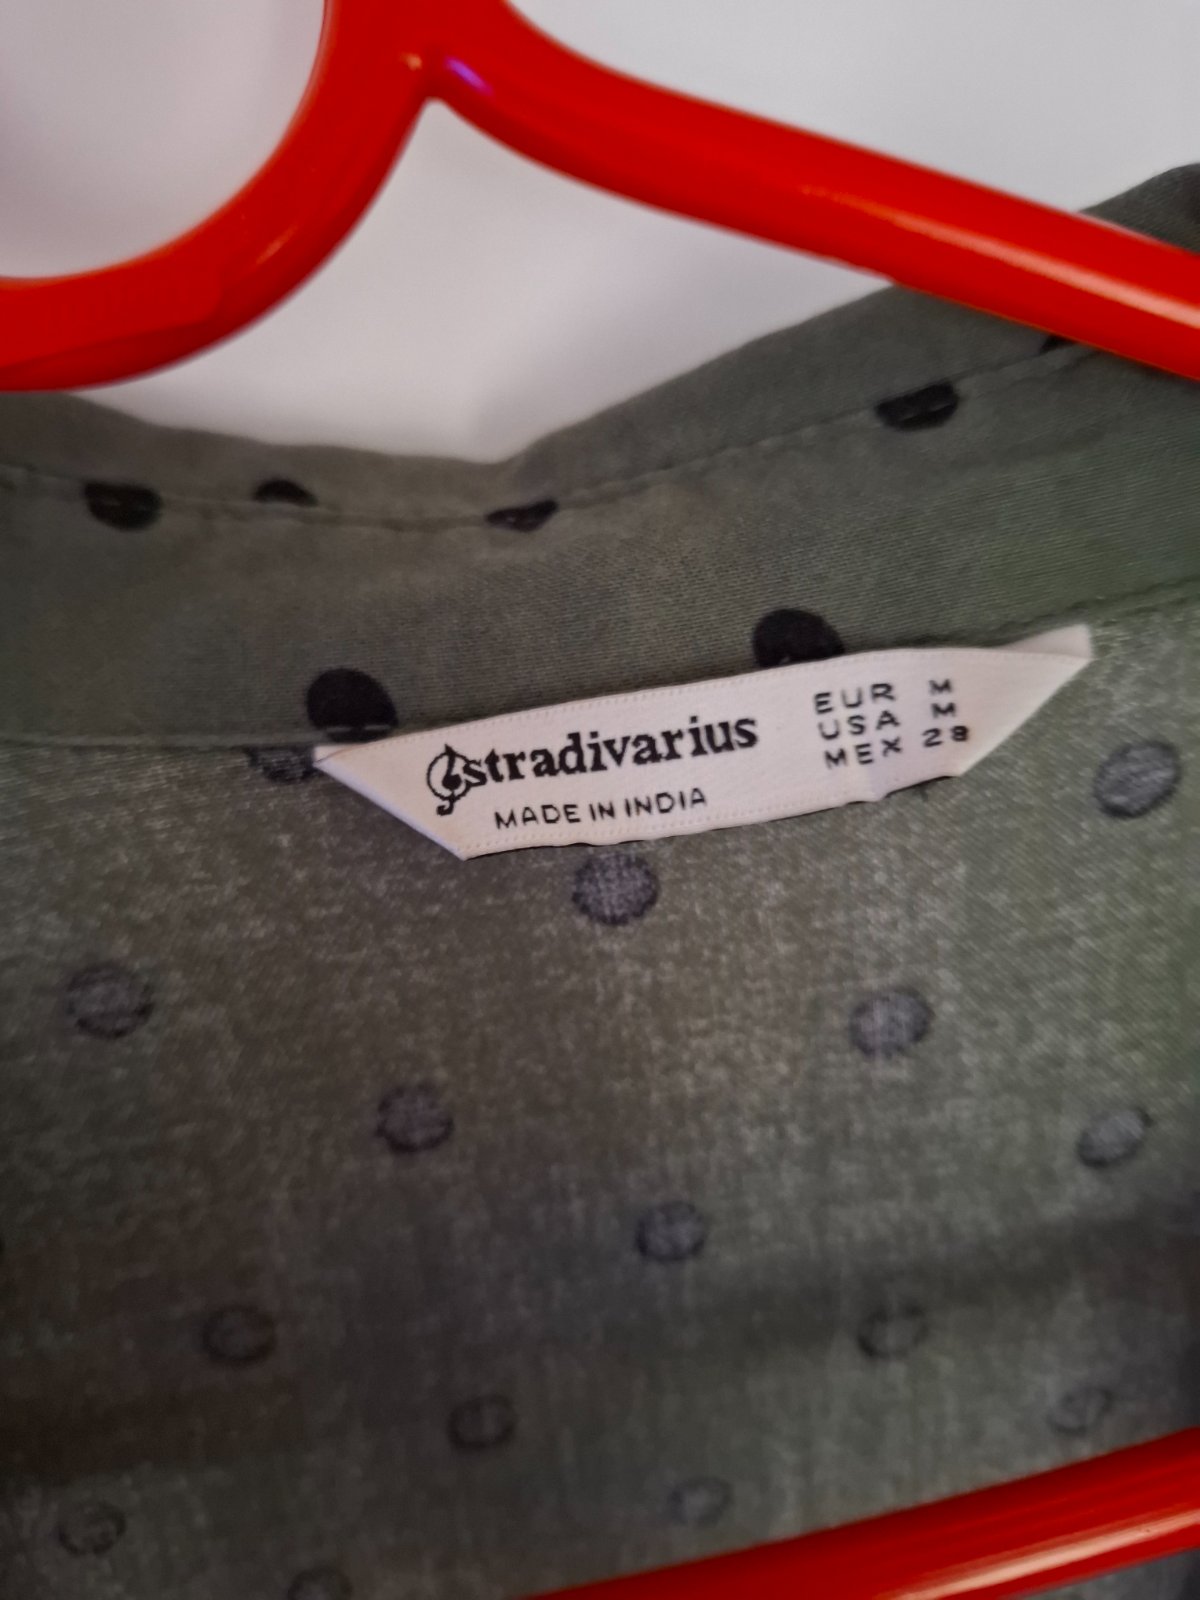 stradivarius
MADE IN INDIA
EUR M
USA M
MEX 28